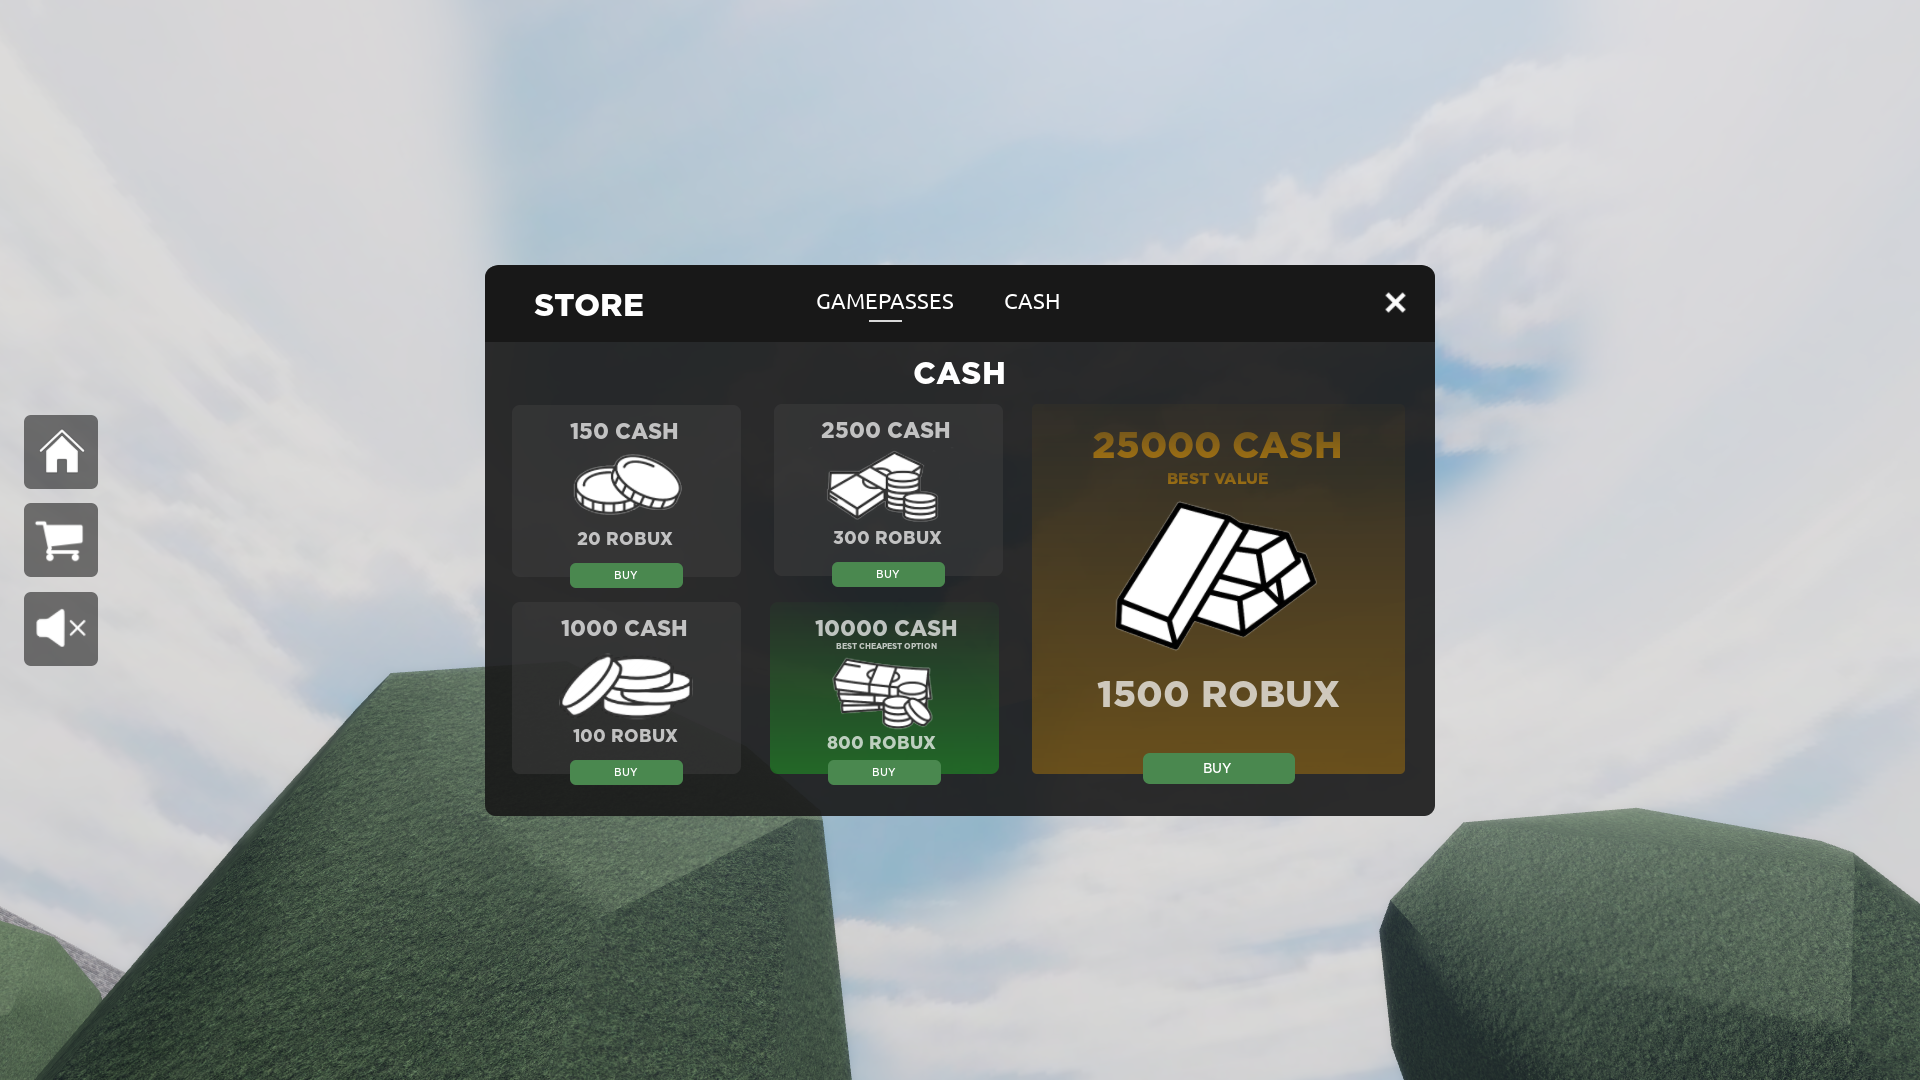 STORE
GAMEPASSES
CASH
CASH
150 CASH
20 ROBUX
BUY
2500 CASH
300 ROBUX
BUY
1000 CASH
100 ROBUX
BUY
10000 CASH
BEST CHEAPEST OPTION
800 ROBUX
BUY
25000 CASH
BEST VALUE
1500 ROBUX
BUY